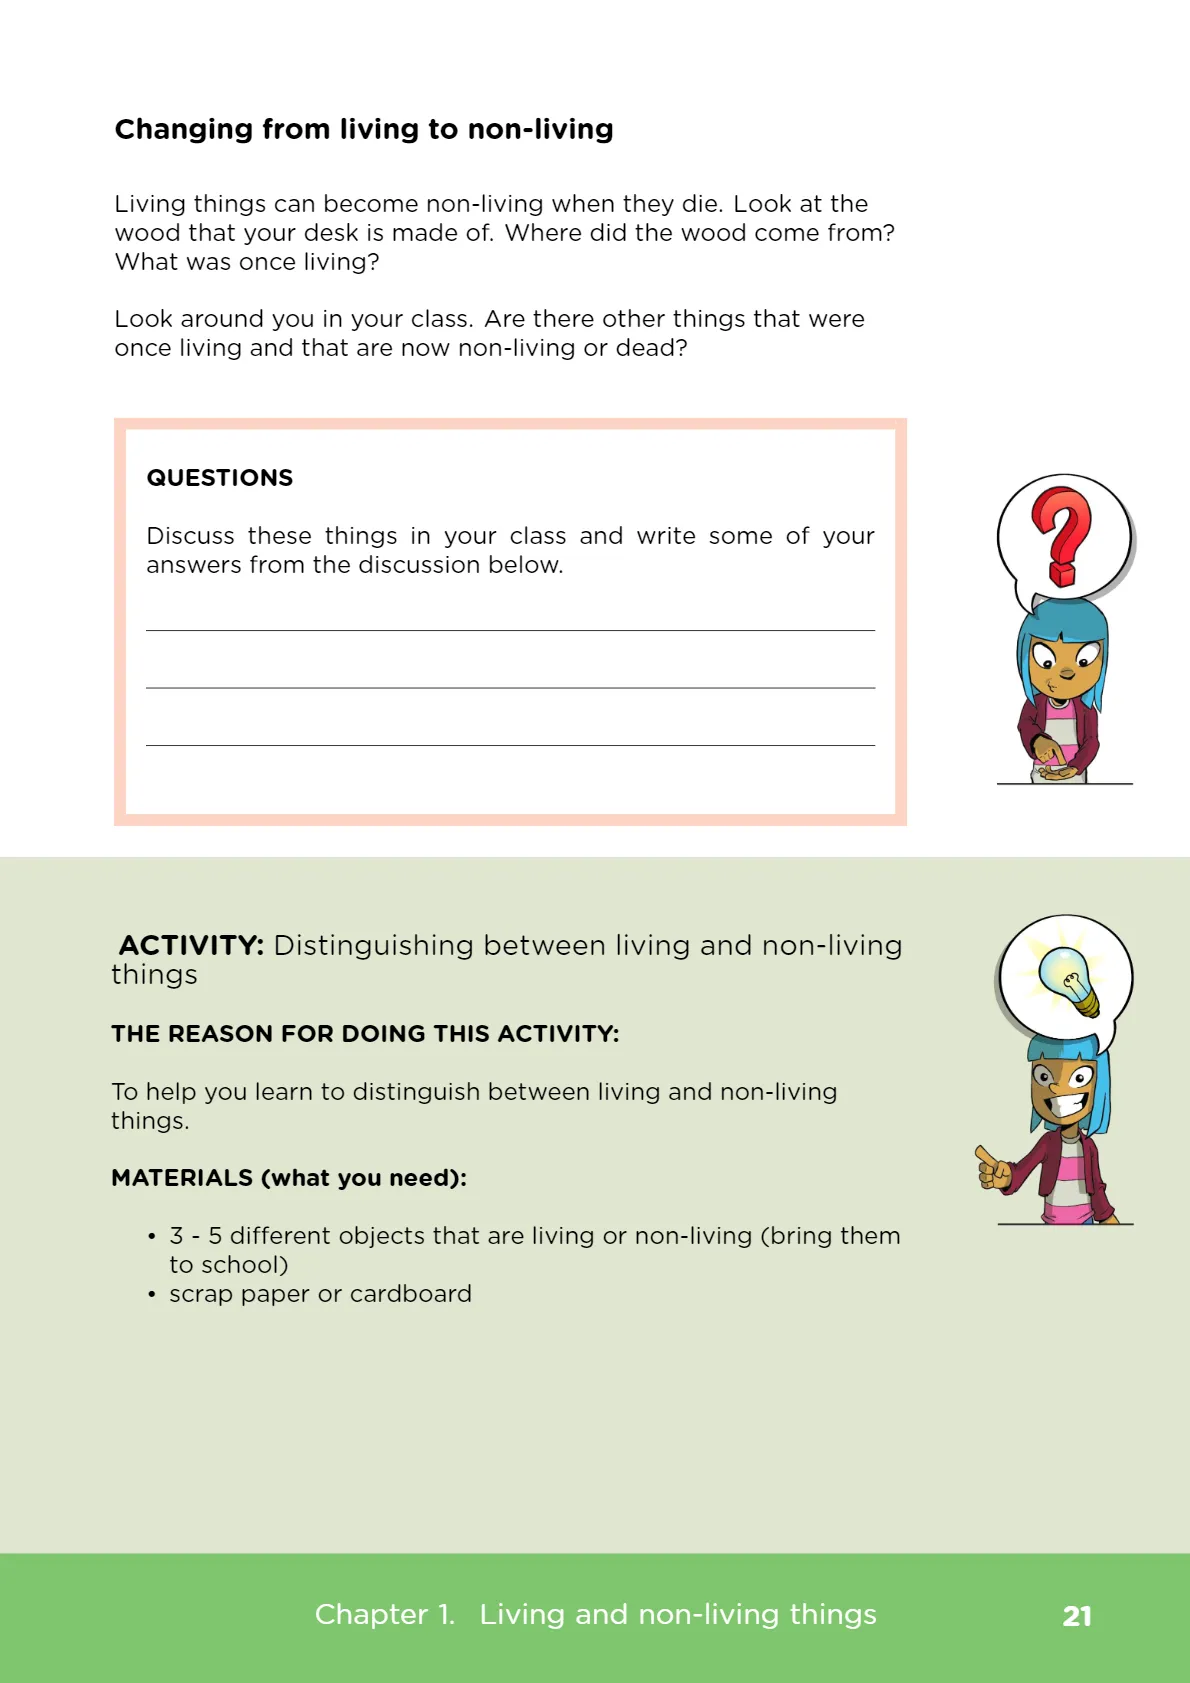 Changing from living to non-living
Living things can become non-living when they die. Look at the
wood that your desk is made of. Where did the wood come from?
What was once living?
Look around you in your class. Are there other things that were
once living and that are now non-living or dead?
QUESTIONS
Discuss these things in your class and write some of your
answers from the discussion below.
?
ACTIVITY: Distinguishing between living and non-living
things
THE REASON FOR DOING THIS ACTIVITY:
To help you learn to distinguish between living and non-living
things.
MATERIALS (what you need):
• 3 - 5 different objects that are living or non-living (bring them
to school)
• scrap paper or cardboard
Chapter 1. Living and non-living things 21